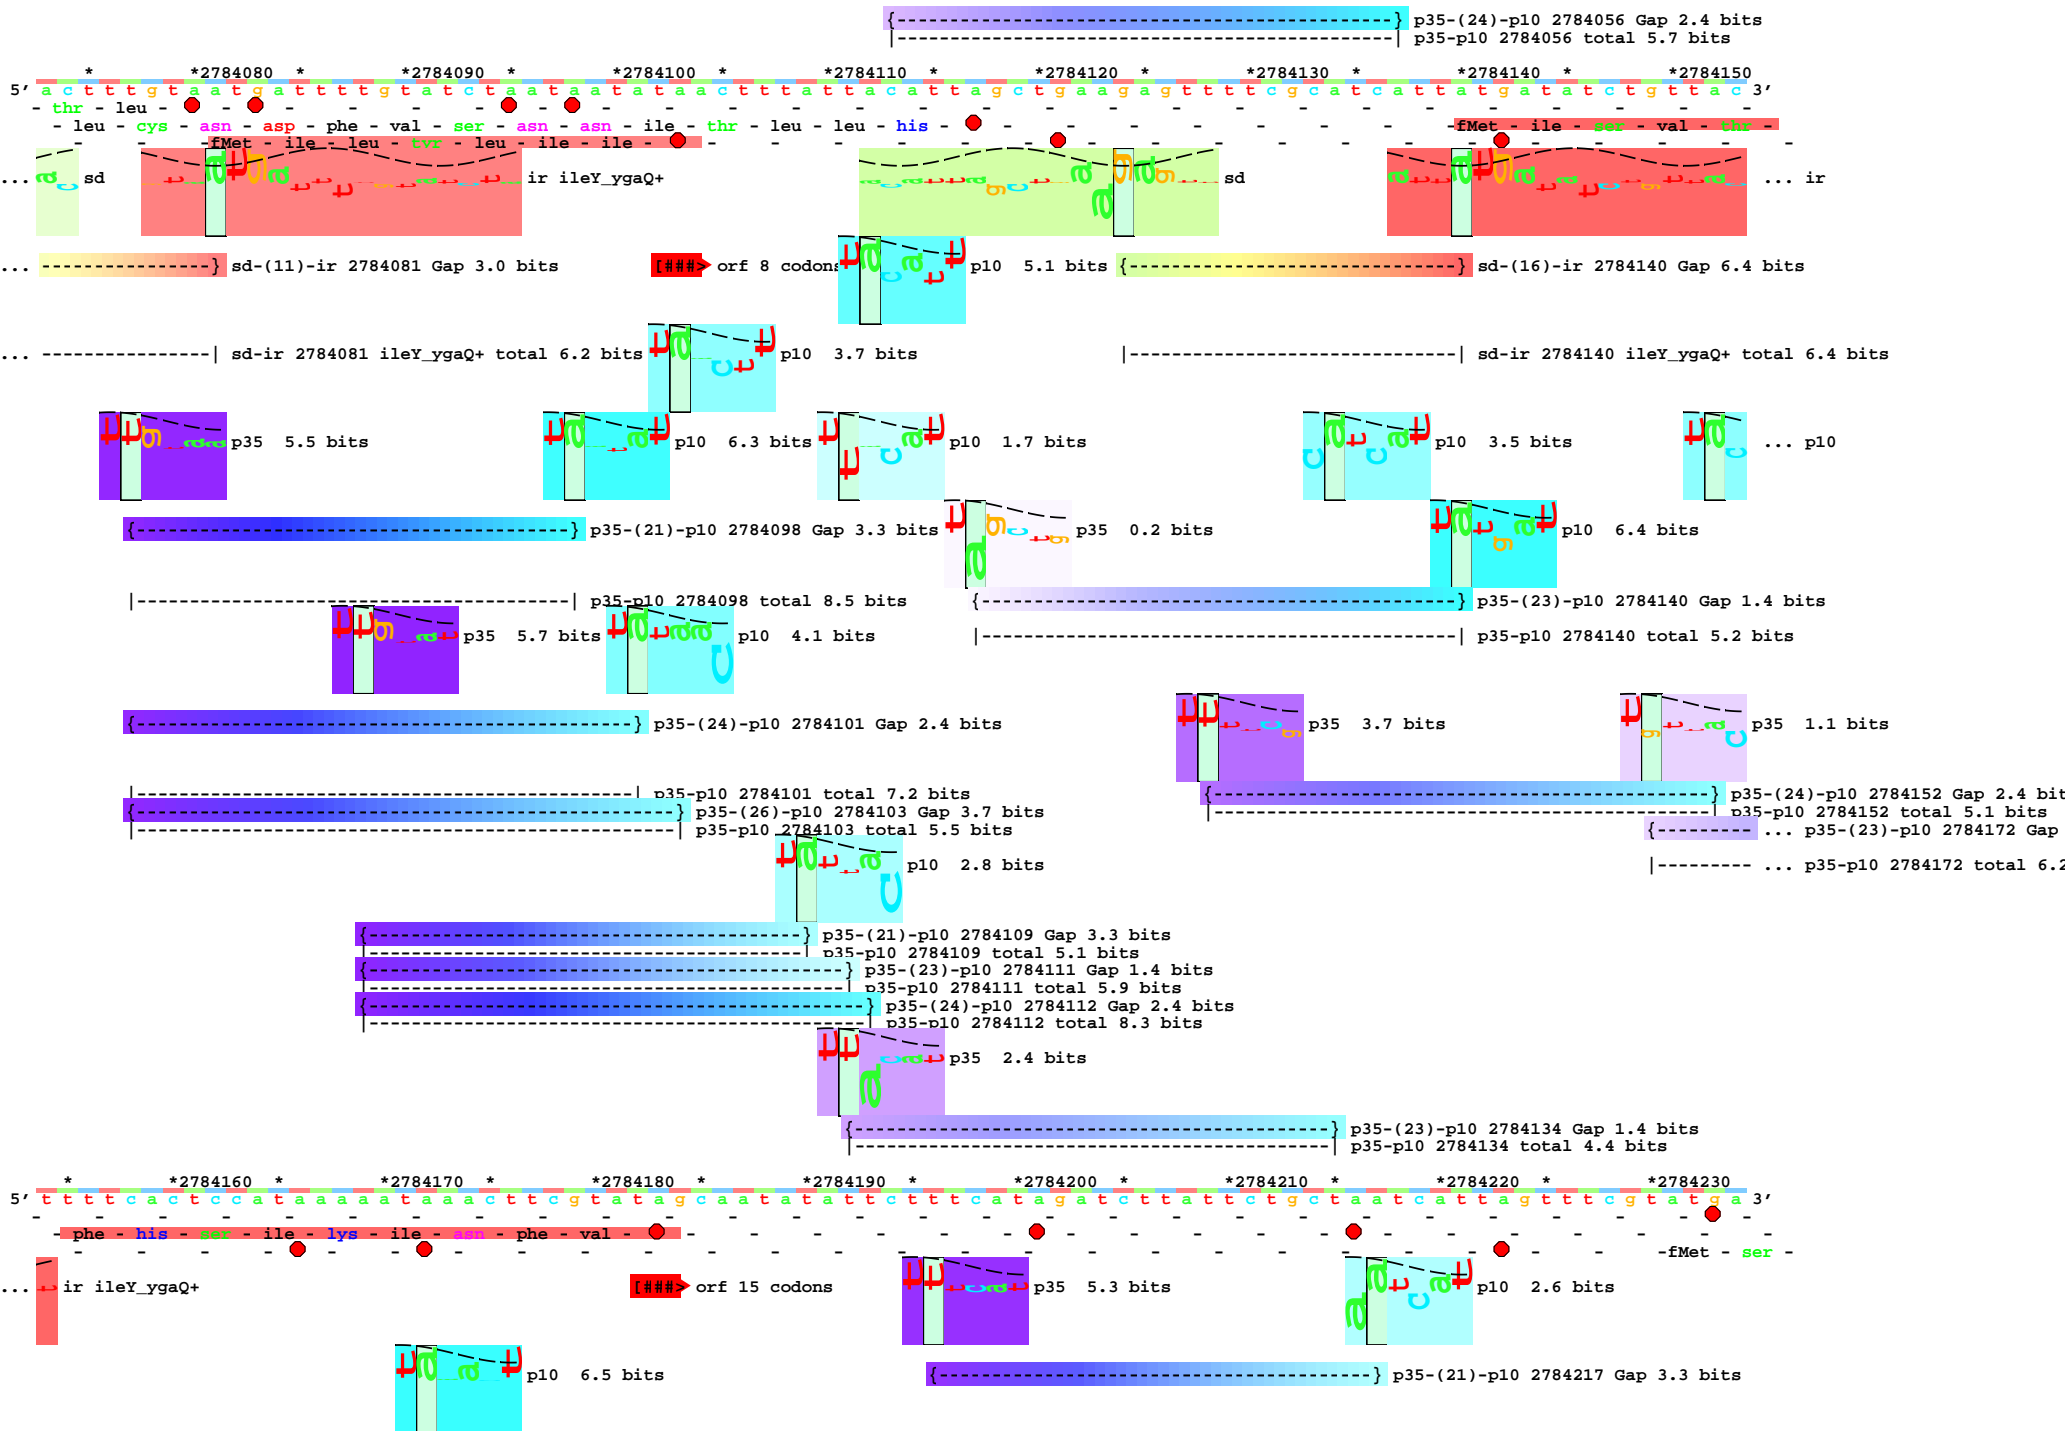 p35-(24)-p10 2784056 Gap 2.4 bits
p35-p10 2784056 total 5.7 bits
* *2784080 * *2784090 * *2784100 * *2784110 * *2784120 * *2784130 * *2784140 * *2784150
5' a c t t t g t a a t g a t t t t g t a t c t a a t a a t a t a a c t t t a t t a c a t t a g c t g a a g a g t t t t c g c a t c a t t a t g a t a t c t g t t a c 3'
- thr - leu -
- leu - cys - asn - asp - phe - val - ser - asn - asn - ile - thr - leu - leu - his - fMet - ile - ser - val - thr -
fMet - ile - leu - tyr - leu - ile - ile -
... sd ir ileY_ygaQ+ sd ... ir
... sd-(11)-ir 2784081 Gap 3.0 bits [###> orf 8 codons p10 5.1 bits sd-(16)-ir 2784140 Gap 6.4 bits
... sd-ir 2784081 ileY_ygaQ+ total 6.2 bits p10 3.7 bits sd-ir 2784140 ileY_ygaQ+ total 6.4 bits
p35 5.5 bits p10 6.3 bits p10 1.7 bits p10 3.5 bits ... p10
p35-(21)-p10 2784098 Gap 3.3 bits p35 0.2 bits p10 6.4 bits
p35-p10 2784098 total 8.5 bits p35-(23)-p10 2784140 Gap 1.4 bits
p35 5.7 bits p10 4.1 bits p35-p10 2784140 total 5.2 bits
p35-(24)-p10 2784101 Gap 2.4 bits p35 3.7 bits p35 1.1 bits
p35-p10 2784101 total 7.2 bits p35-(24)-p10 2784152 Gap 2.4 bit
p35-(26)-p10 2784103 Gap 3.7 bits p35-p10 2784152 total 5.1 bits
p35-p10 2784103 total 5.5 bits ... p35-(23)-p10 2784172 Gap
p10 2.8 bits ... p35-p10 2784172 total 6.2
p35-(21)-p10 2784109 Gap 3.3 bits
p35-p10 2784109 total 5.1 bits
p35-(23)-p10 2784111 Gap 1.4 bits
p35-p10 2784111 total 5.9 bits
p35-(24)-p10 2784112 Gap 2.4 bits
p35-p10 2784112 total 8.3 bits
p35 2.4 bits
p35-(23)-p10 2784134 Gap 1.4 bits
p35-p10 2784134 total 4.4 bits
* *2784160 * *2784170 * *2784180 * *2784190 * *2784200 * *2784210 * *2784220 * *2784230
5' t t t t c a c t c c a t a a a a a t a a a c t t c g t a t a g c a a t a t a t t c t t t c a t a g a t c t t a t t c t g c t a a t c a t t a g t t t c g t a t g a 3'
- phe - his - ser - ile - lys - ile - asn - phe - val -
-fMet - ser -
... ir ileY_ygaQ+ [###> orf 15 codons p35 5.3 bits p10 2.6 bits
p10 6.5 bits p35-(21)-p10 2784217 Gap 3.3 bits